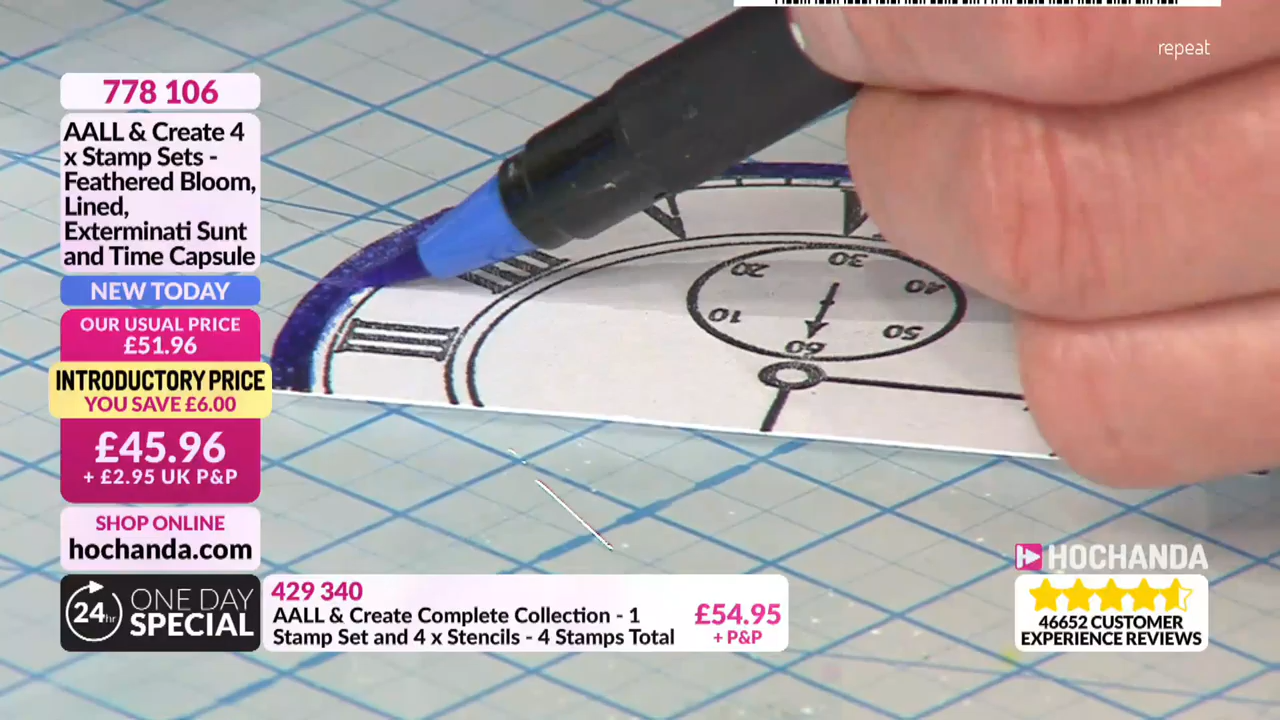 repeat
778 106
AALL & Create 4
x Stamp Sets -
Feathered Bloom,
Lined,
Exterminati Sunt
and Time Capsule
NEW TODAY
OUR USUAL PRICE
£51.96
INTRODUCTORY PRICE
YOU SAVE £6.00
£45.96
+ £2.95 UK P&P
SHOP ONLINE
hochanda.com
24hr
ONE DAY
SPECIAL
429 340
AALL & Create Complete Collection - 1
Stamp Set and 4 x Stencils - 4 Stamps Total
£54.95
+ P&P
HOCHANDA
46652 CUSTOMER
EXPERIENCE REVIEWS
10
20
30
40
50
60
III
IIII